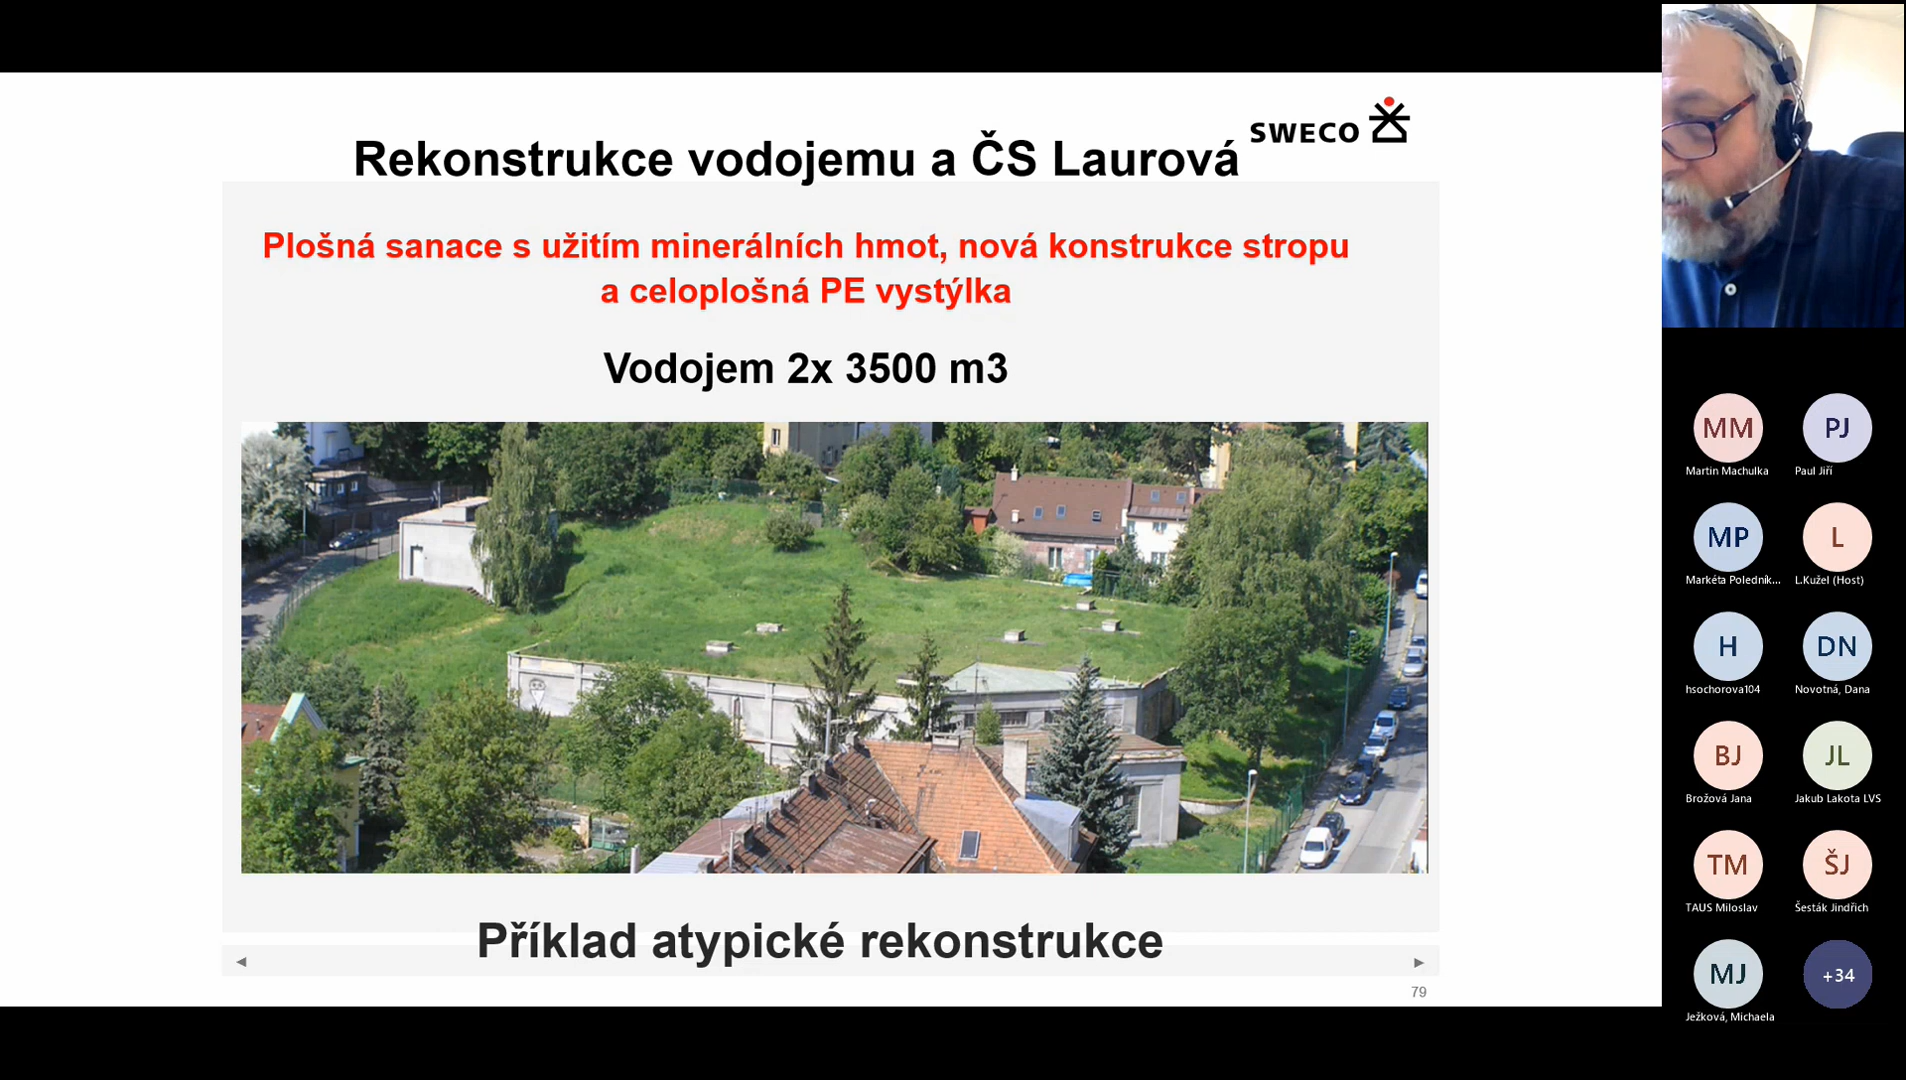 SWECO
Rekonstrukce vodojemu a ČS Laurová
Plošná sanace s užitím minerálních hmot, nová konstrukce stropu
a celoplošná PE vystýlka
Vodojem 2x 3500 m3
Příklad atypické rekonstrukce
79
MM
Martin Machulka
PJ
Paul Jiří
MP
Markéta Poledník...
L
L.Kužel (Host)
H
hsochorova104
DN
Novotná, Dana
BJ
Brožová Jana
JL
Jakub Lakota LVS
TM
TAUS Miloslav
ŠJ
Šesták Jindřich
MJ
Ježková, Michaela
+34